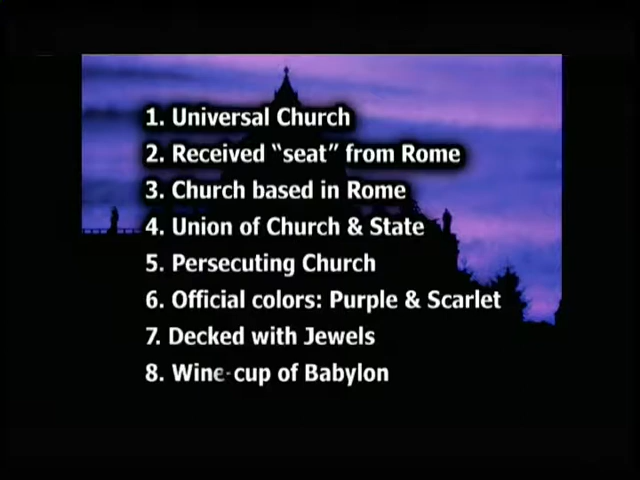 1. Universal Church
2. Received “seat” from Rome
3. Church based in Rome
4. Union of Church & State
5. Persecuting Church
6. Official colors: Purple & Scarlet
7. Decked with Jewels
8. Wine-cup of Babylon